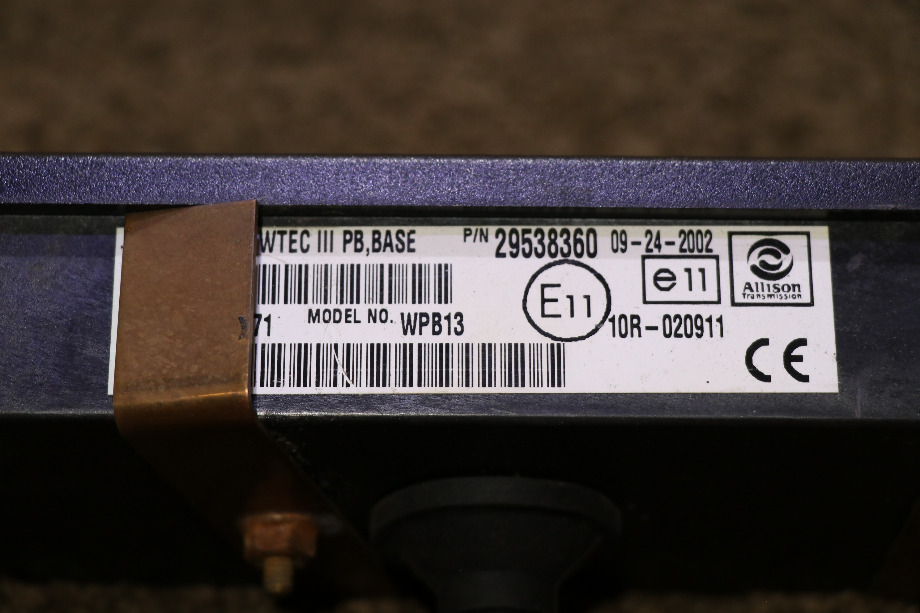 WTEC III PB,BASE P/N 29538360 09-24-2002
E11 e11
Allison
Transmission
71 MODEL NO. WPB13 10R-020911
CE